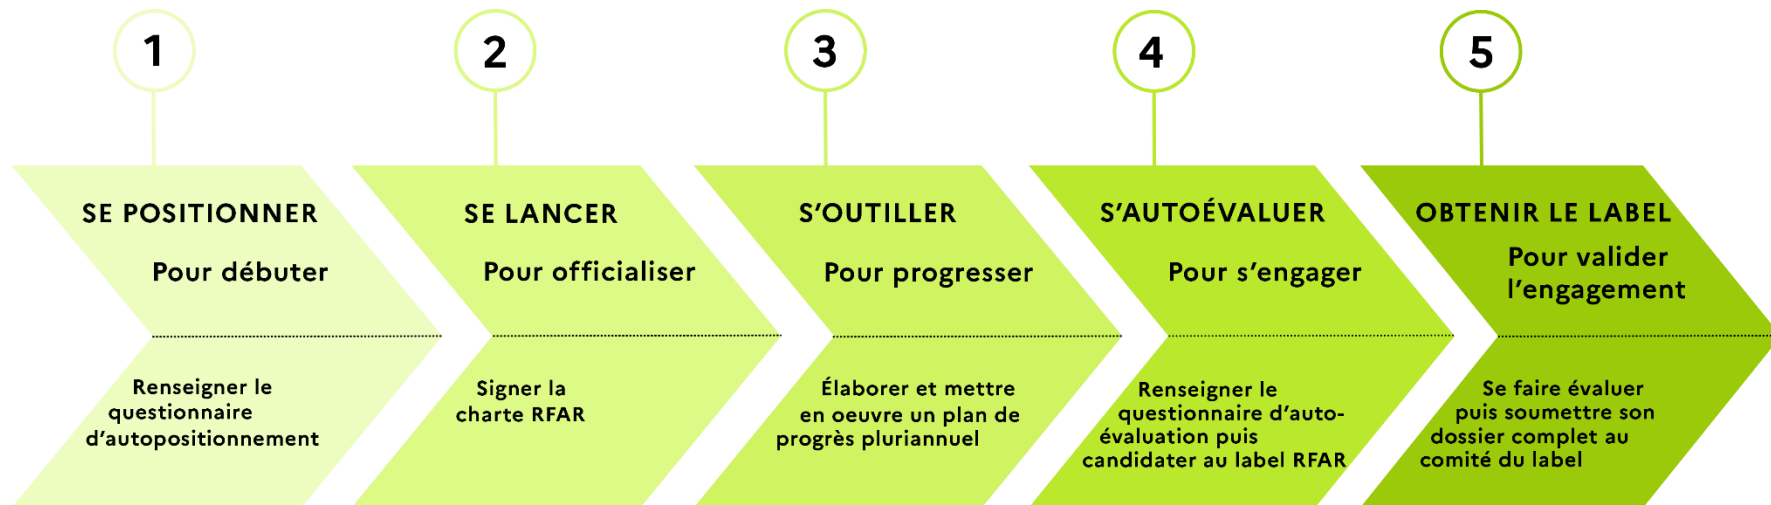 1
SE POSITIONNER
Pour débuter
Renseigner le
questionnaire
d'autopositionnement
2
SE LANCER
Pour officialiser
Signer la
charte RFAR
3
S'OUTILLER
Pour progresser
Élaborer et mettre
en oeuvre un plan de
progrès pluriannuel
4
S'AUTOÉVALUER
Pour s'engager
Renseigner le
questionnaire d'auto-
évaluation puis
candidater au label RFAR
5
OBTENIR LE LABEL
Pour valider
l'engagement
Se faire évaluer
puis soumettre son
dossier complet au
comité du label